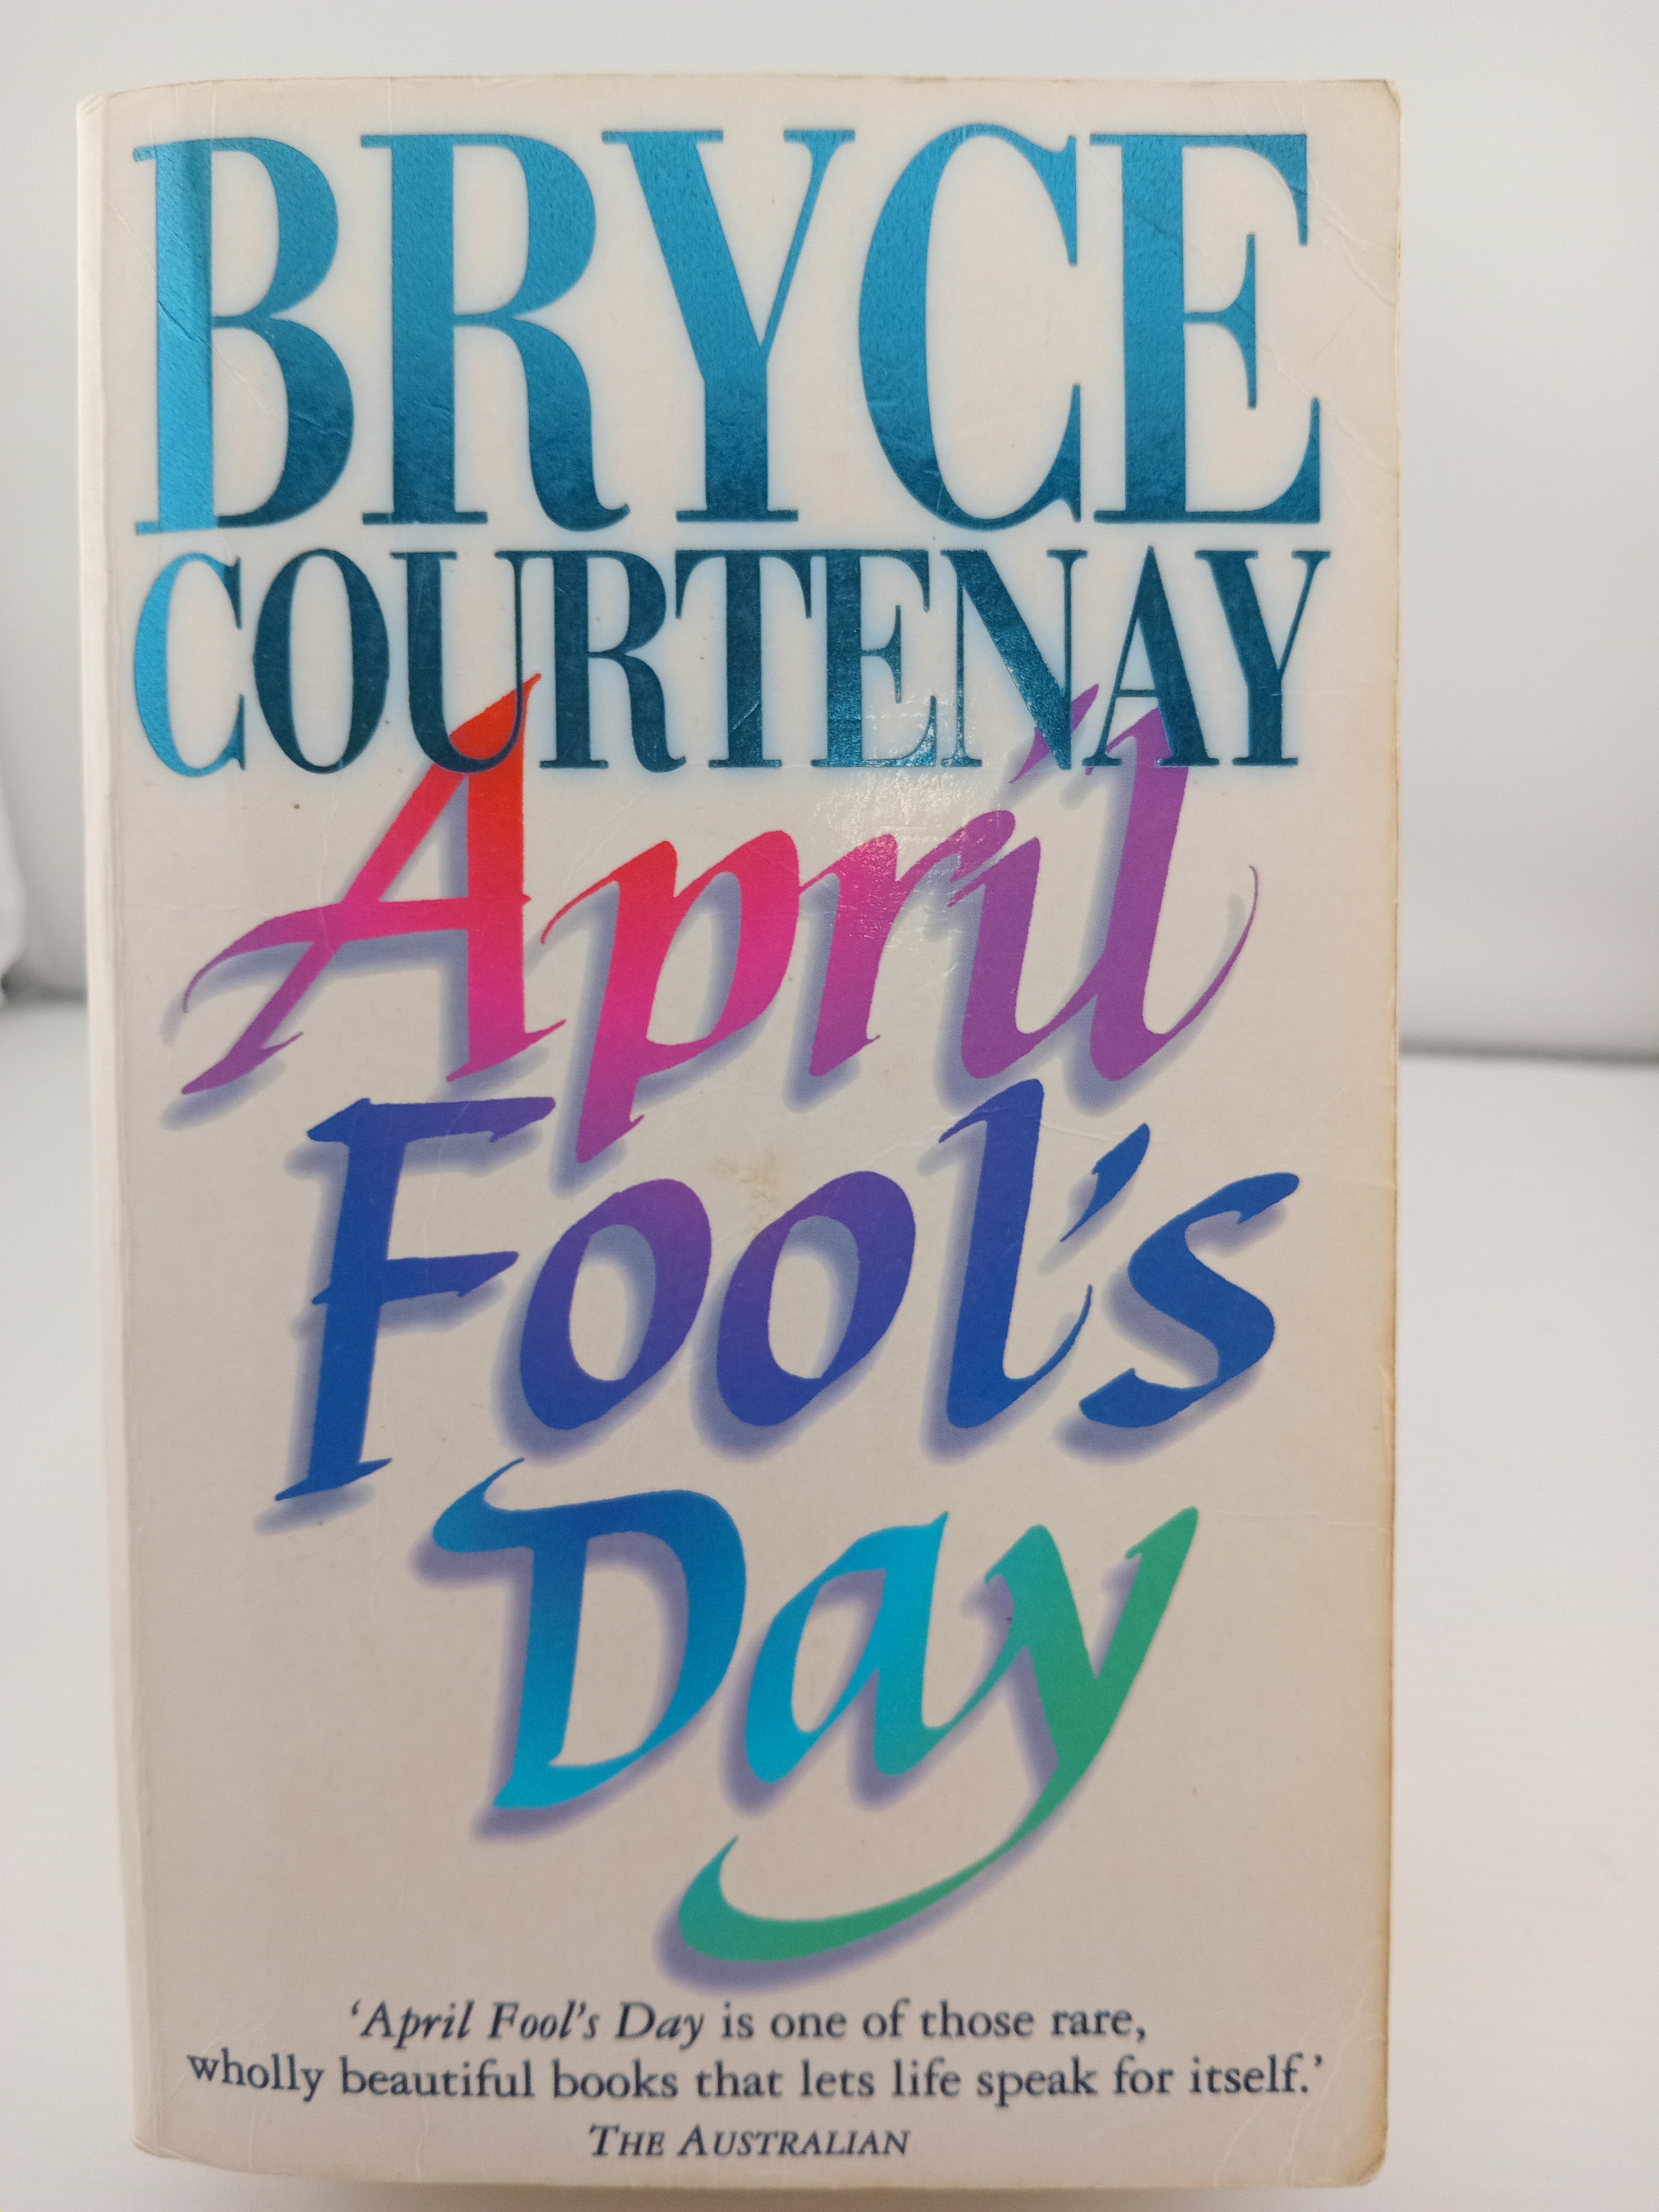 BRYCE
COURTENAY
April
Fool's
Day
‘April Fool's Day is one of those rare,
wholly beautiful books that lets life speak for itself.’
THE AUSTRALIAN